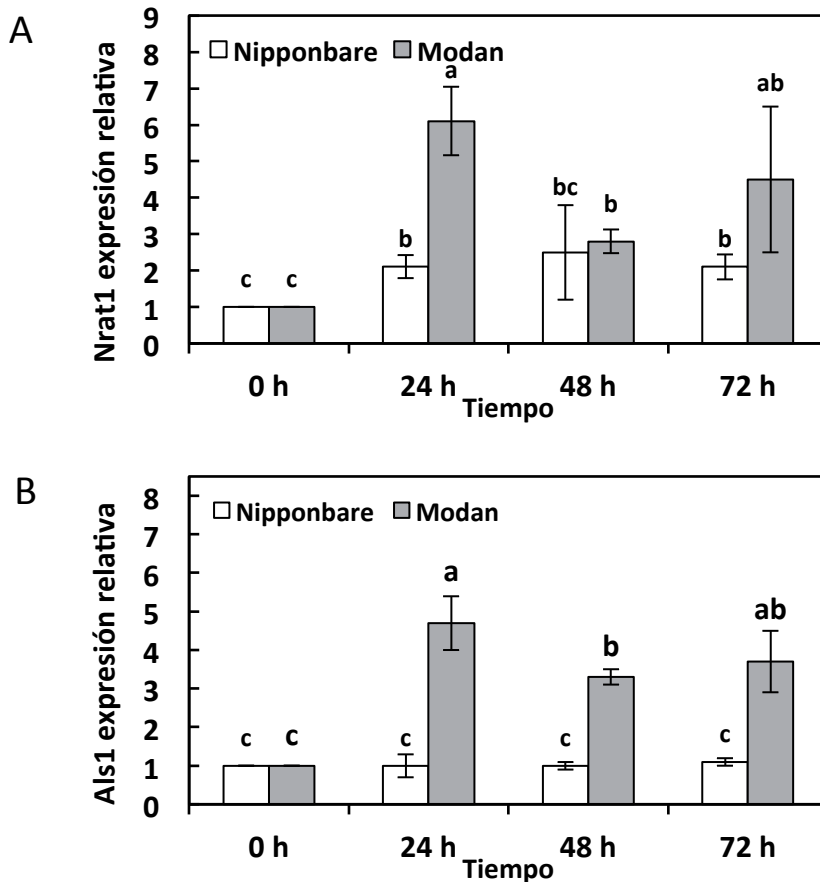 A
Nrat1 expresión relativa
9
8
7
6
5
4
3
2
1
0
Nipponbare Modan
c c b a bc b b ab
0 h 24 h 48 h 72 h
Tiempo
B
Als1 expresión relativa
8
7
6
5
4
3
2
1
0
Nipponbare Modan
c c c a c b c ab
0 h 24 h 48 h 72 h
Tiempo